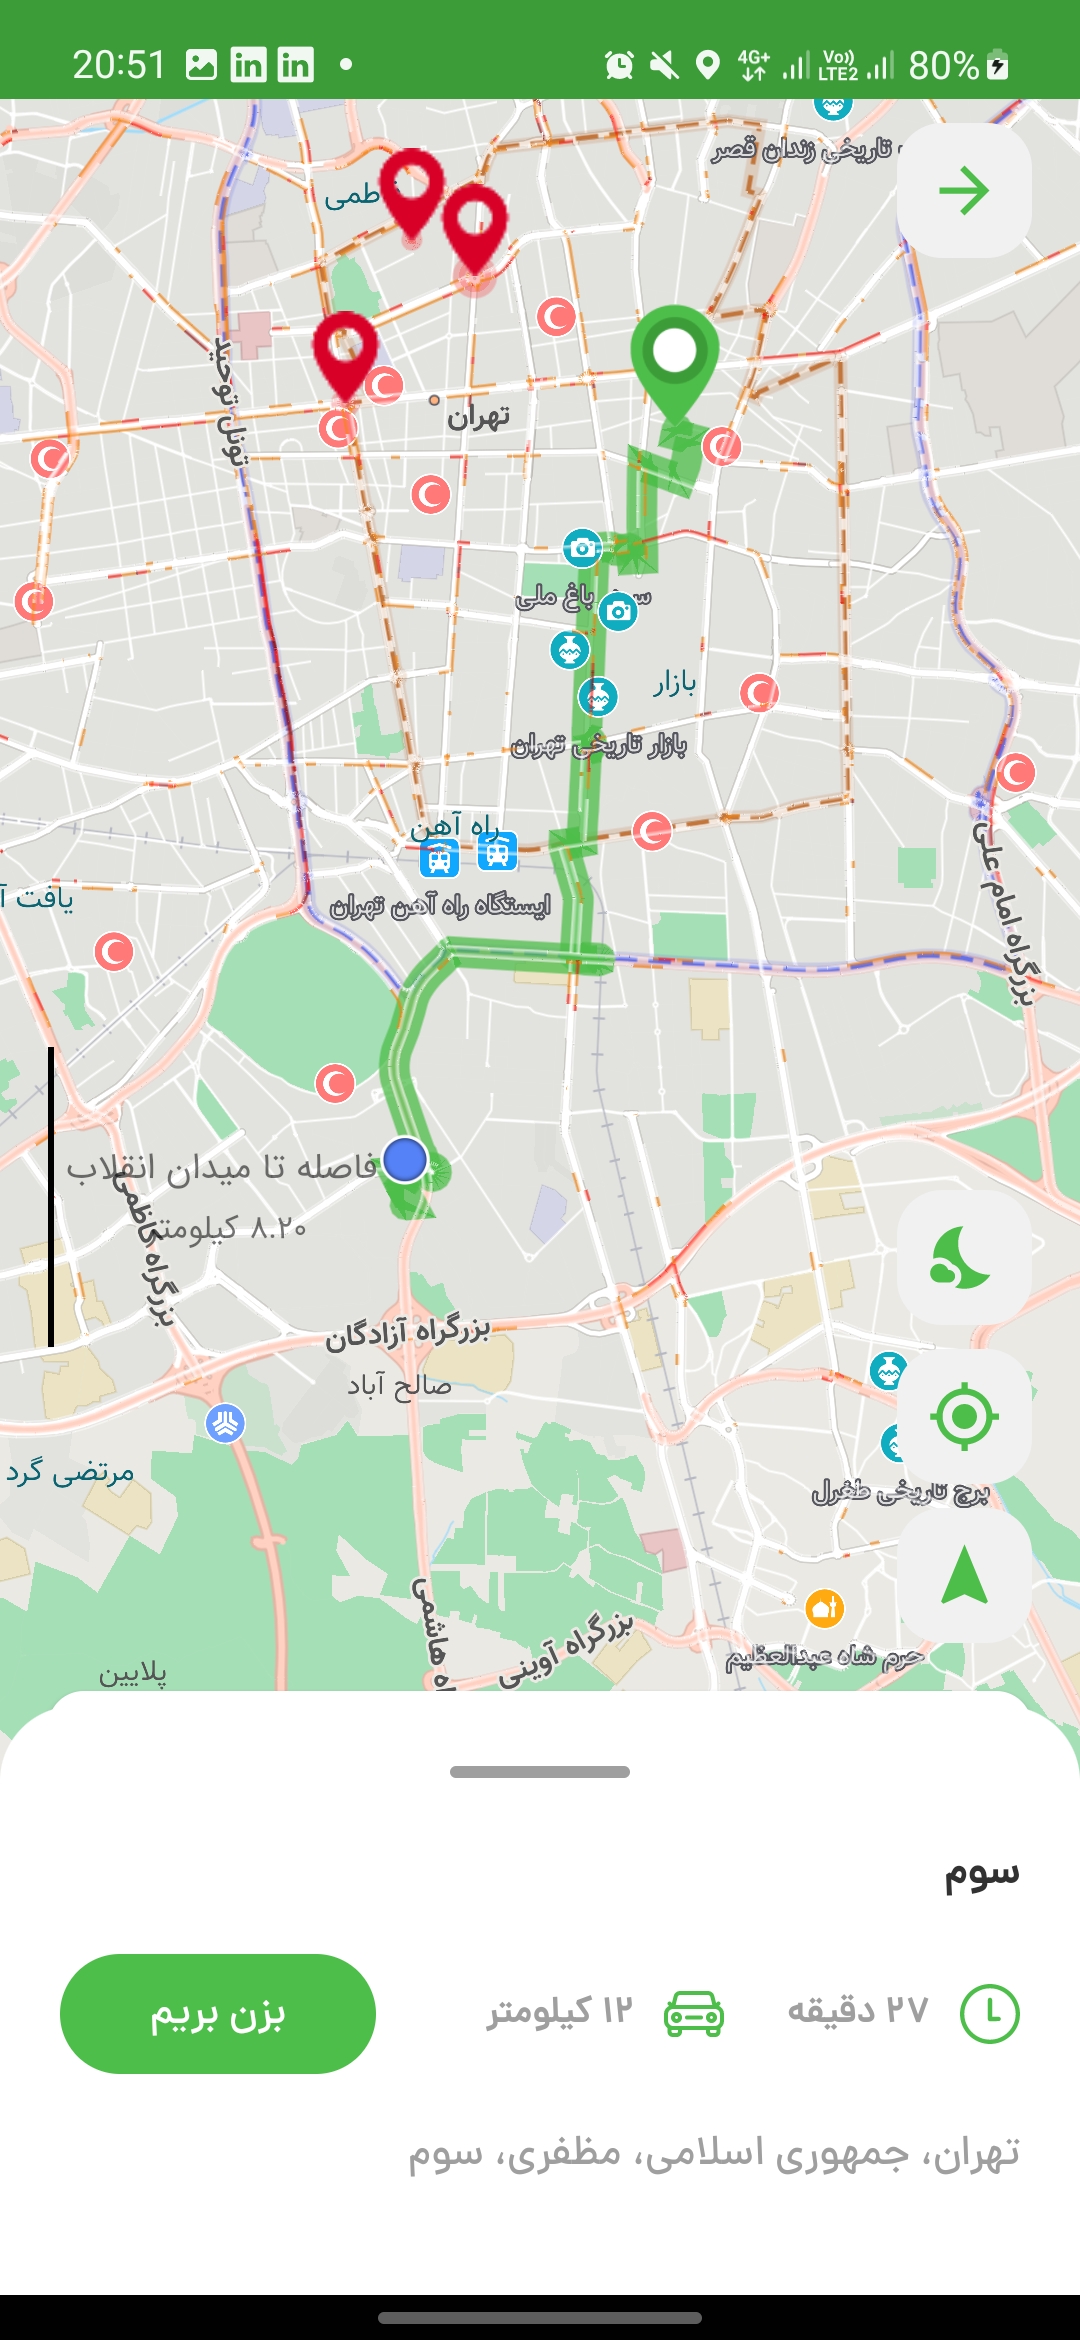 20:51
4G+
Vo)) LTE2
80%
تاریخی زندان قصر
تونل توحید
تهران
باغ ملی
بازار
بازار تاریخی تهران
راه آهن
ایستگاه راه آهن تهران
یافت آ
بزرگراه امام علی
فاصله تا میدان انقلاب
۸.۲۰ کیلومتر
بزرگراه کاظمی
بزرگراه آزادگان
صالح آباد
مرتضی گرد
برج تاریخی طغرل
بزرگراه آوینی
حرم شاه عبدالعظیم
پلایین
سوم
۲۷ دقیقه
۱۲ کیلومتر
بزن بریم
تهران، جمهوری اسلامی، مظفری، سوم